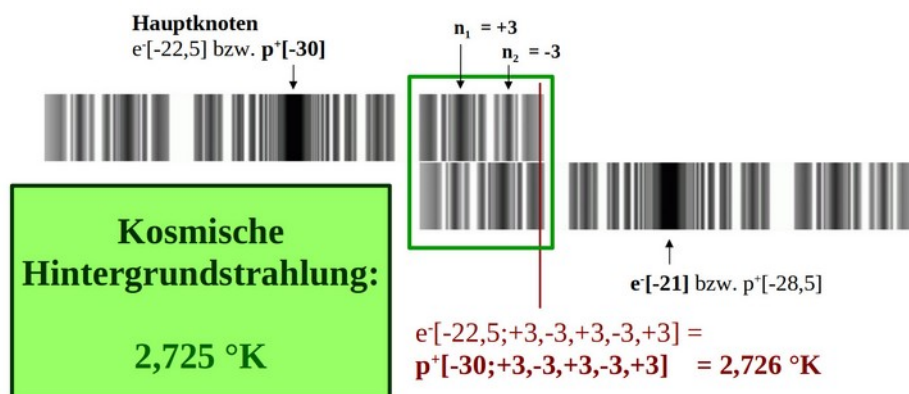 Hauptknoten
e⁻[-22,5] bzw. p⁺[-30]
n₁ = +3
n₂ = -3
Kosmische
Hintergrundstrahlung:
2,725 °K
e⁻[-21] bzw. p⁺[-28,5]
e⁻[-22,5;+3,-3,+3,-3,+3] =
p⁺[-30;+3,-3,+3,-3,+3] = 2,726 °K